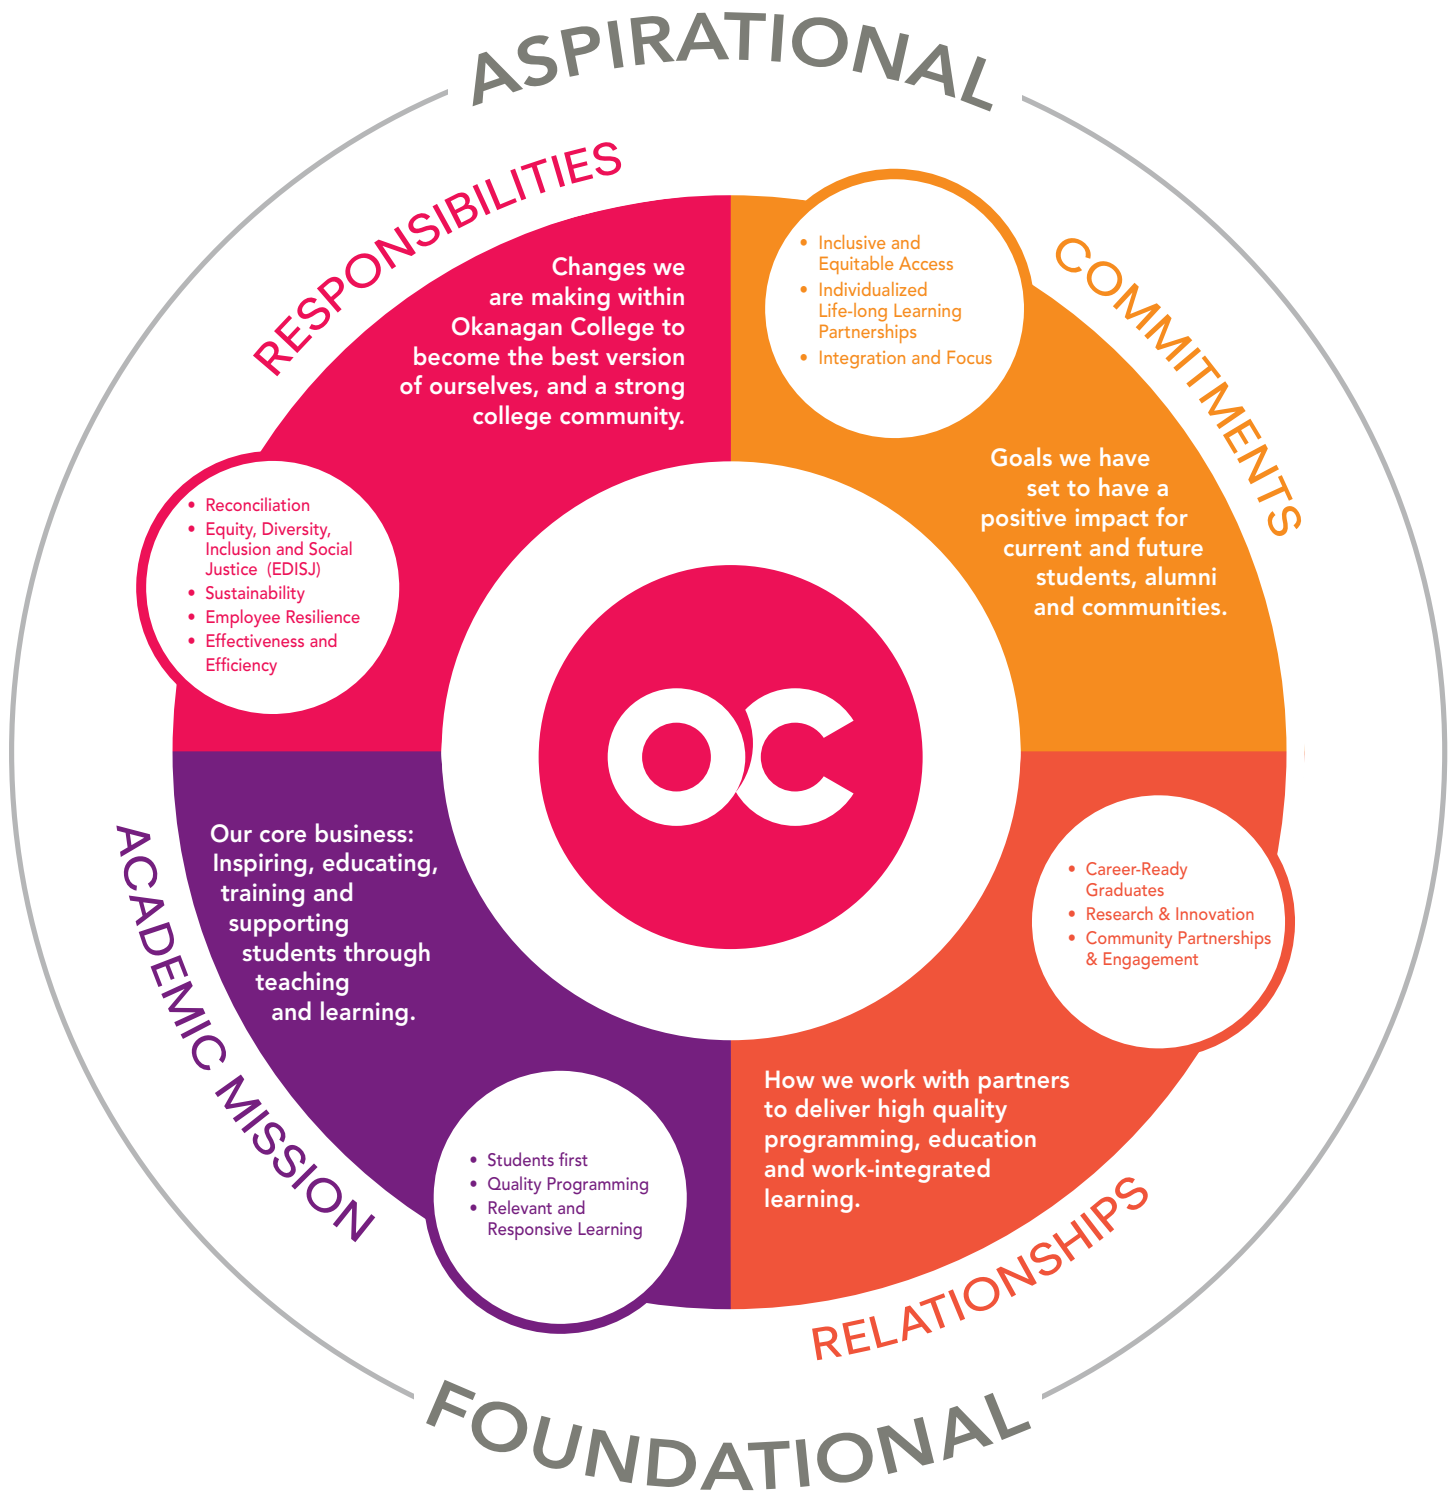 ASPIRATIONAL
RESPONSIBILITIES
Changes we
are making within
Okanagan College to
become the best version
of ourselves, and a strong
college community.
• Reconciliation
• Equity, Diversity,
Inclusion and Social
Justice (EDISJ)
• Sustainability
• Employee Resilience
• Effectiveness and
Efficiency
COMMITMENTS
• Inclusive and
Equitable Access
• Individualized
Life-long Learning
Partnerships
• Integration and Focus
Goals we have
set to have a
positive impact for
current and future
students, alumni
and communities.
OC
ACADEMIC MISSION
Our core business:
Inspiring, educating,
training and
supporting
students through
teaching
and learning.
• Students first
• Quality Programming
• Relevant and
Responsive Learning
• Career-Ready
Graduates
• Research & Innovation
• Community Partnerships
& Engagement
How we work with partners
to deliver high quality
programming, education
and work-integrated
learning.
RELATIONSHIPS
FOUNDATIONAL